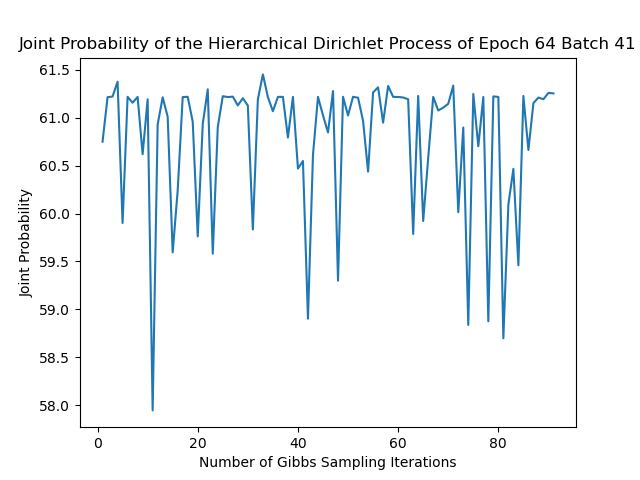 Joint Probability of the Hierarchical Dirichlet Process of Epoch 64 Batch 41
61.5
61.0
60.5
60.0
59.5
59.0
58.5
58.0
Joint Probability
0 20 40 60 80
Number of Gibbs Sampling Iterations